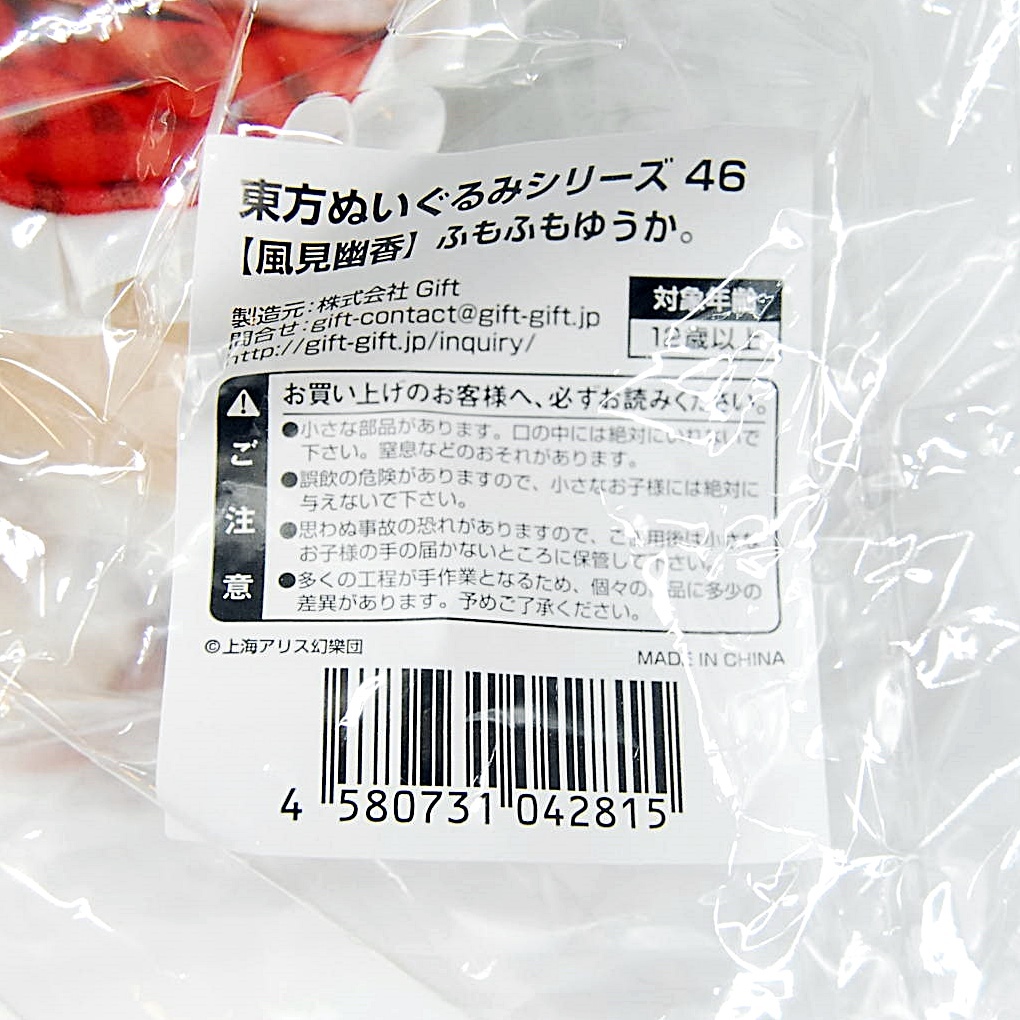 東方ぬいぐるみシリーズ 46
【風見幽香】ふもふもゆうか。
製造元:株式会社 Gift
問合せ:gift-contact@gift-gift.jp
http://gift-gift.jp/inquiry/
対象年齢
歳以上
ご注意
お買い上げのお客様へ、必ずお読みください。
●小さな部品があります。口の中には絶対にいれないで
下さい。窒息などのおそれがあります。
●誤飲の危険がありますので、小さなお子様には絶対に
与えないで下さい。
●思わぬ事故の恐れがありますので、ご使用後は小さな
お子様の手の届かないところに保管して下さい。
●多くの工程が手作業となるため、個々の製品に多少の
差異があります。予めご了承ください。
©上海アリス幻樂団
MADE IN CHINA
4 580731 042815